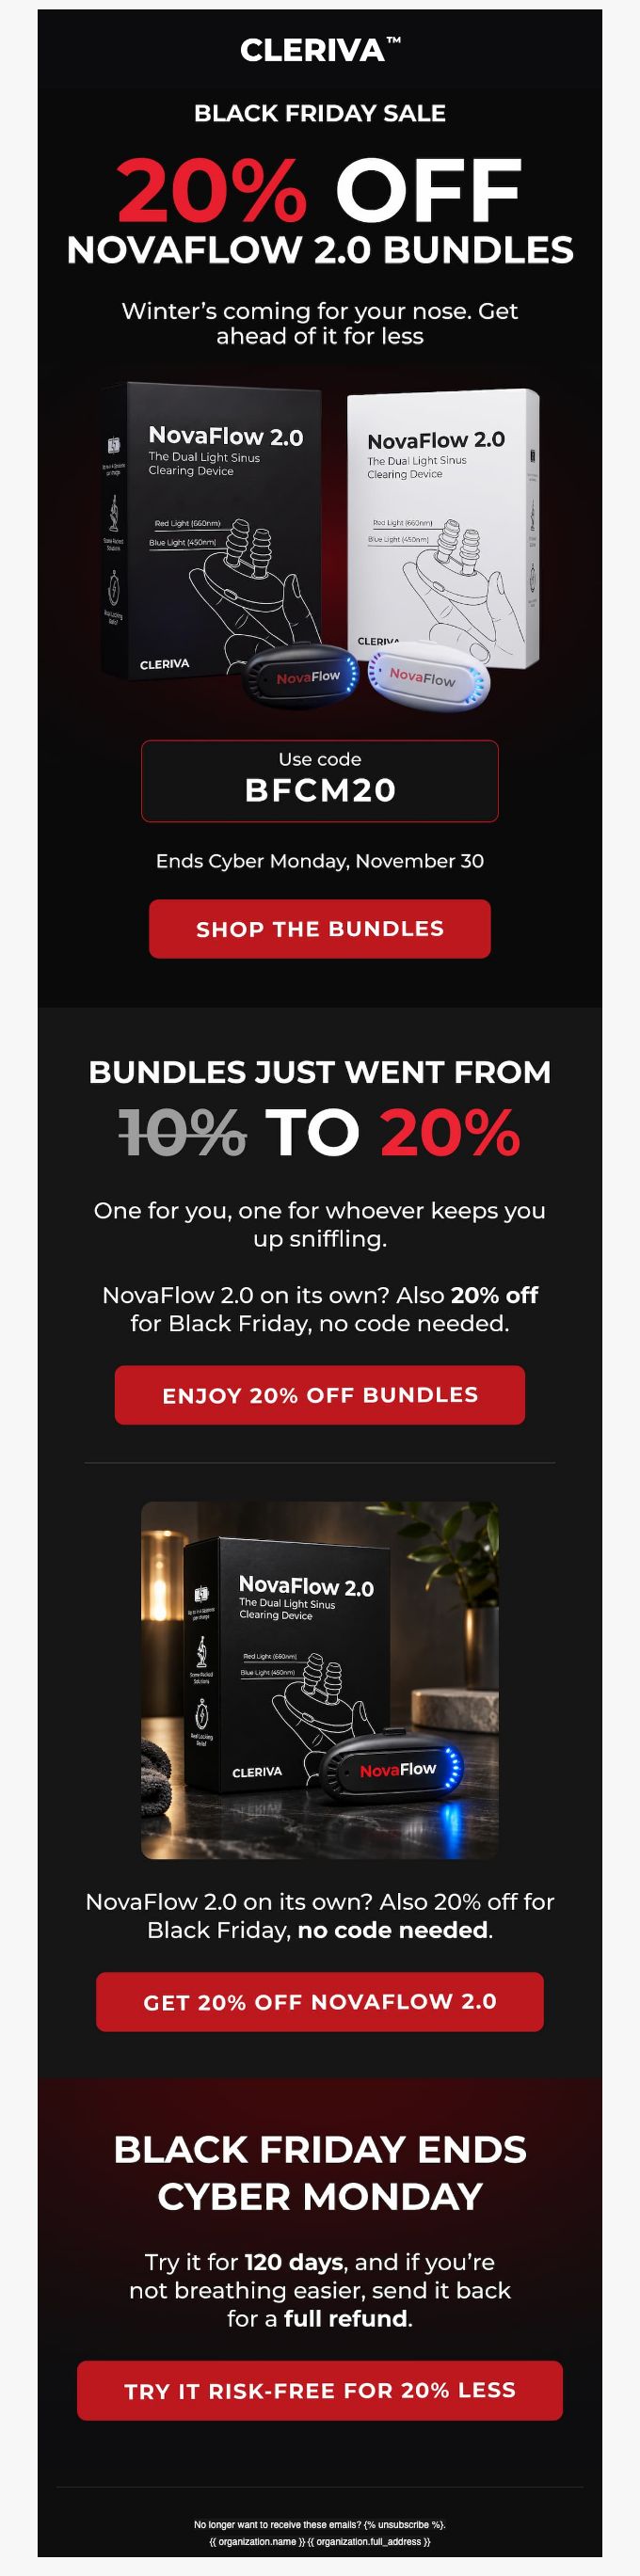 CLERIVA™
BLACK FRIDAY SALE
20% OFF
NOVAFLOW 2.0 BUNDLES
Winter's coming for your nose. Get
ahead of it for less
NovaFlow 2.0
The Dual Light Sinus
Clearing Device
Red Light (660nm)
Blue Light (450nm)
CLERIVA
NovaFlow 2.0
The Dual Light Sinus
Clearing Device
Red Light (660nm)
Blue Light (450nm)
CLERIVA
NovaFlow
NovaFlow
Use code
BFCM20
Ends Cyber Monday, November 30
SHOP THE BUNDLES
BUNDLES JUST WENT FROM
10% TO 20%
One for you, one for whoever keeps you
up sniffling.
NovaFlow 2.0 on its own? Also 20% off
for Black Friday, no code needed.
ENJOY 20% OFF BUNDLES
NovaFlow 2.0
The Dual Light Sinus
Clearing Device
Red Light (660nm)
Blue Light (450nm)
CLERIVA
NovaFlow
NovaFlow 2.0 on its own? Also 20% off for
Black Friday, no code needed.
GET 20% OFF NOVAFLOW 2.0
BLACK FRIDAY ENDS
CYBER MONDAY
Try it for 120 days, and if you're
not breathing easier, send it back
for a full refund.
TRY IT RISK-FREE FOR 20% LESS
No longer want to receive these emails? {% unsubscribe %}.
{{ organization.name }} {{ organization.full_address }}